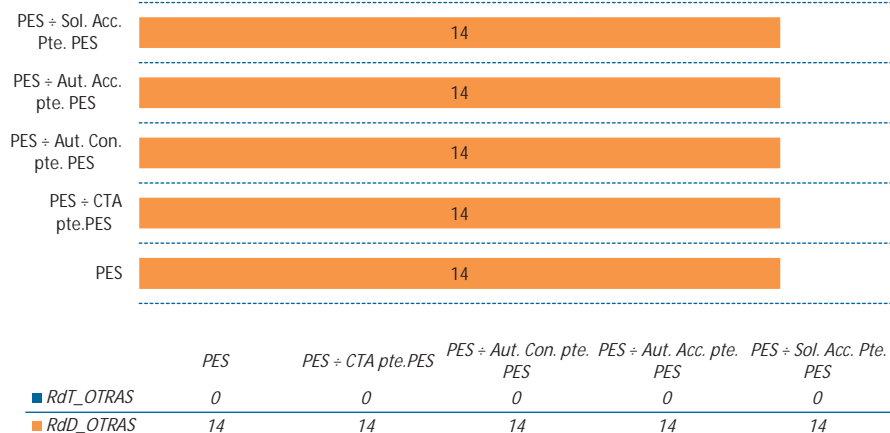 PES ÷ Sol. Acc.
Pte. PES
14
PES ÷ Aut. Acc.
pte. PES
14
PES ÷ Aut. Con.
pte. PES
14
PES ÷ CTA
pte.PES
14
PES
14
PES PES ÷ CTA pte.PES PES ÷ Aut. Con. pte. PES PES ÷ Aut. Acc. pte. PES PES ÷ Sol. Acc. Pte. PES
RdT_OTRAS 0 0 0 0 0
RdD_OTRAS 14 14 14 14 14